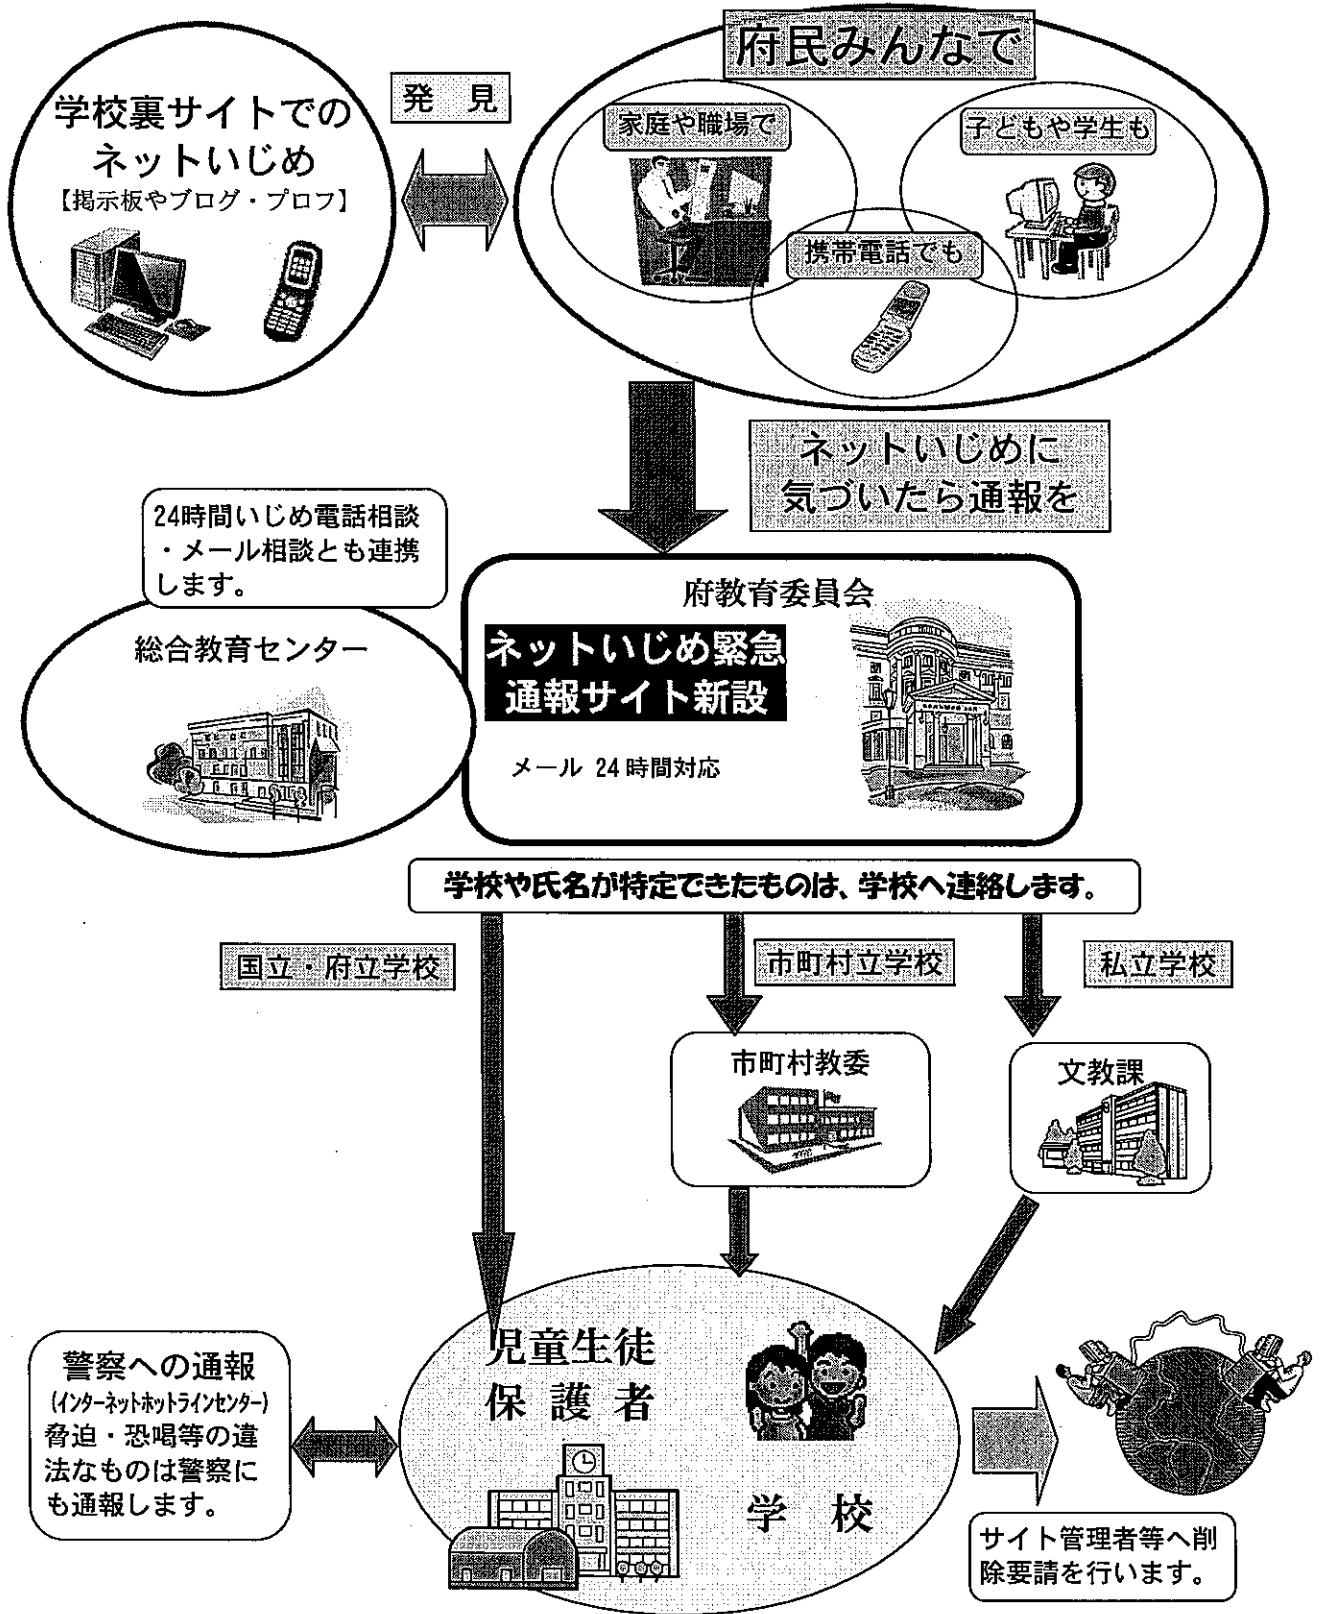 府民みんなで
学校裏サイトでの
ネットいじめ
【掲示板やブログ・プロフ】
発　見
家庭や職場で
子どもや学生も
携帯電話でも
ネットいじめに
気づいたら通報を
24時間いじめ電話相談
・メール相談とも連携
します。
総合教育センター
府教育委員会
ネットいじめ緊急
通報サイト新設
メール 24 時間対応
学校や氏名が特定できたものは、学校へ連絡します。
国立・府立学校
市町村立学校
私立学校
市町村教委
文教課
児童生徒
保 護 者
学　校
警察への通報
(インターネットホットラインセンター)
脅迫・恐喝等の違
法なものは警察に
も通報します。
サイト管理者等へ削
除要請を行います。